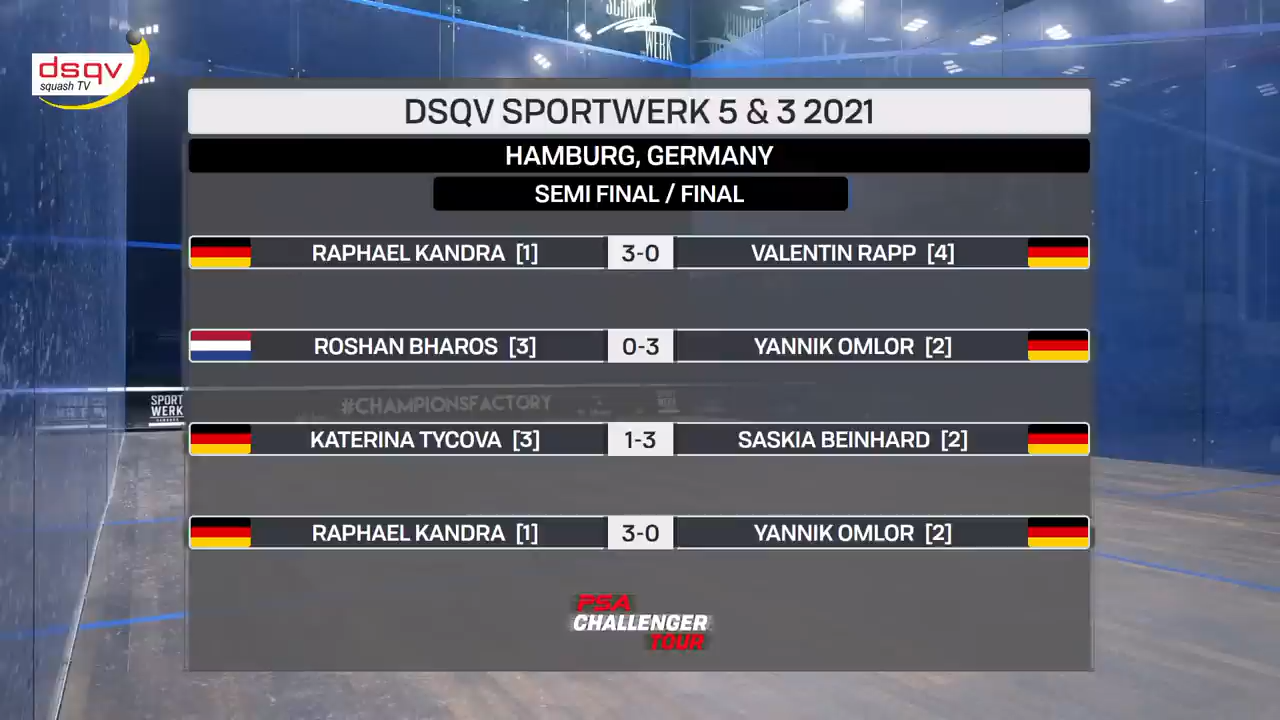 SCHMUCK
WERK
dsqv
squash TV
DSQV SPORTWERK 5 & 3 2021
HAMBURG, GERMANY
SEMI FINAL / FINAL
RAPHAEL KANDRA [1] 3-0 VALENTIN RAPP [4]
ROSHAN BHAROS [3] 0-3 YANNIK OMLOR [2]
SPORT
WERK
#CHAMPIONSFACTORY
KATERINA TYCOVA [3] 1-3 SASKIA BEINHARD [2]
RAPHAEL KANDRA [1] 3-0 YANNIK OMLOR [2]
PSA
CHALLENGER
TOUR